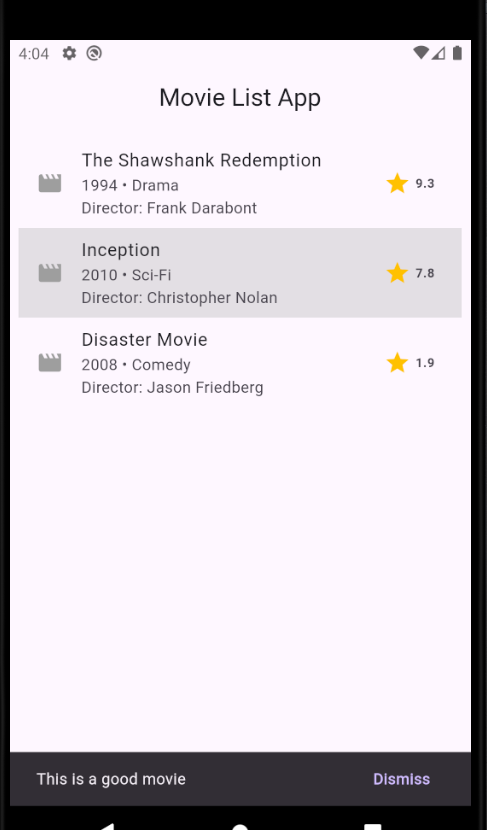 4:04
Movie List App
The Shawshank Redemption
1994 • Drama
Director: Frank Darabont
9.3
Inception
2010 • Sci-Fi
Director: Christopher Nolan
7.8
Disaster Movie
2008 • Comedy
Director: Jason Friedberg
1.9
This is a good movie
Dismiss